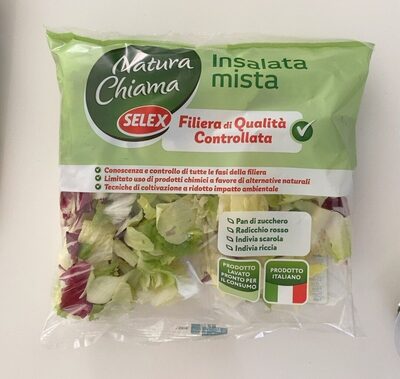 Natura
Chiama
SELEX
Insalata
mista
Filiera di Qualità
Controllata
Conoscenza e controllo di tutte le fasi della filiera
Limitato uso di prodotti chimici a favore di alternative naturali
Tecniche di coltivazione a ridotto impatto ambientale
Pan di zucchero
Radicchio rosso
Indivia scarola
Indivia riccia
PRODOTTO
LAVATO
PRONTO PER
IL CONSUMO
PRODOTTO
ITALIANO